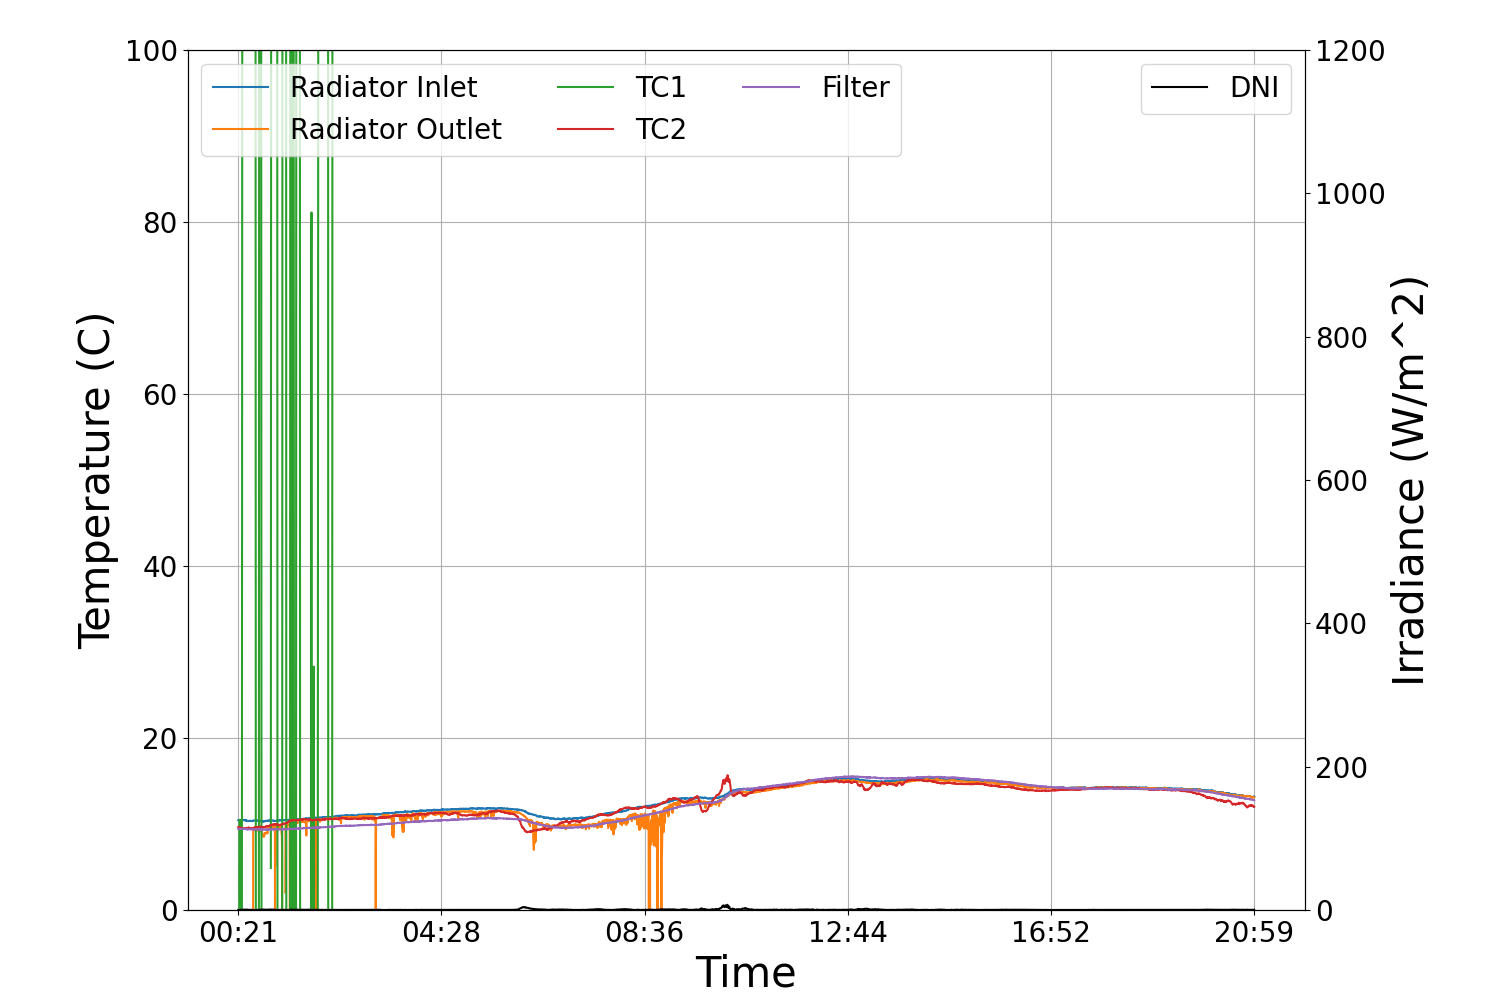 100
80
60
40
20
0
Temperature (C)
Radiator Inlet
Radiator Outlet
TC1
TC2
Filter
DNI
1200
1000
800
600
400
200
0
Irradiance (W/m^2)
00:21
04:28
08:36
12:44
16:52
20:59
Time